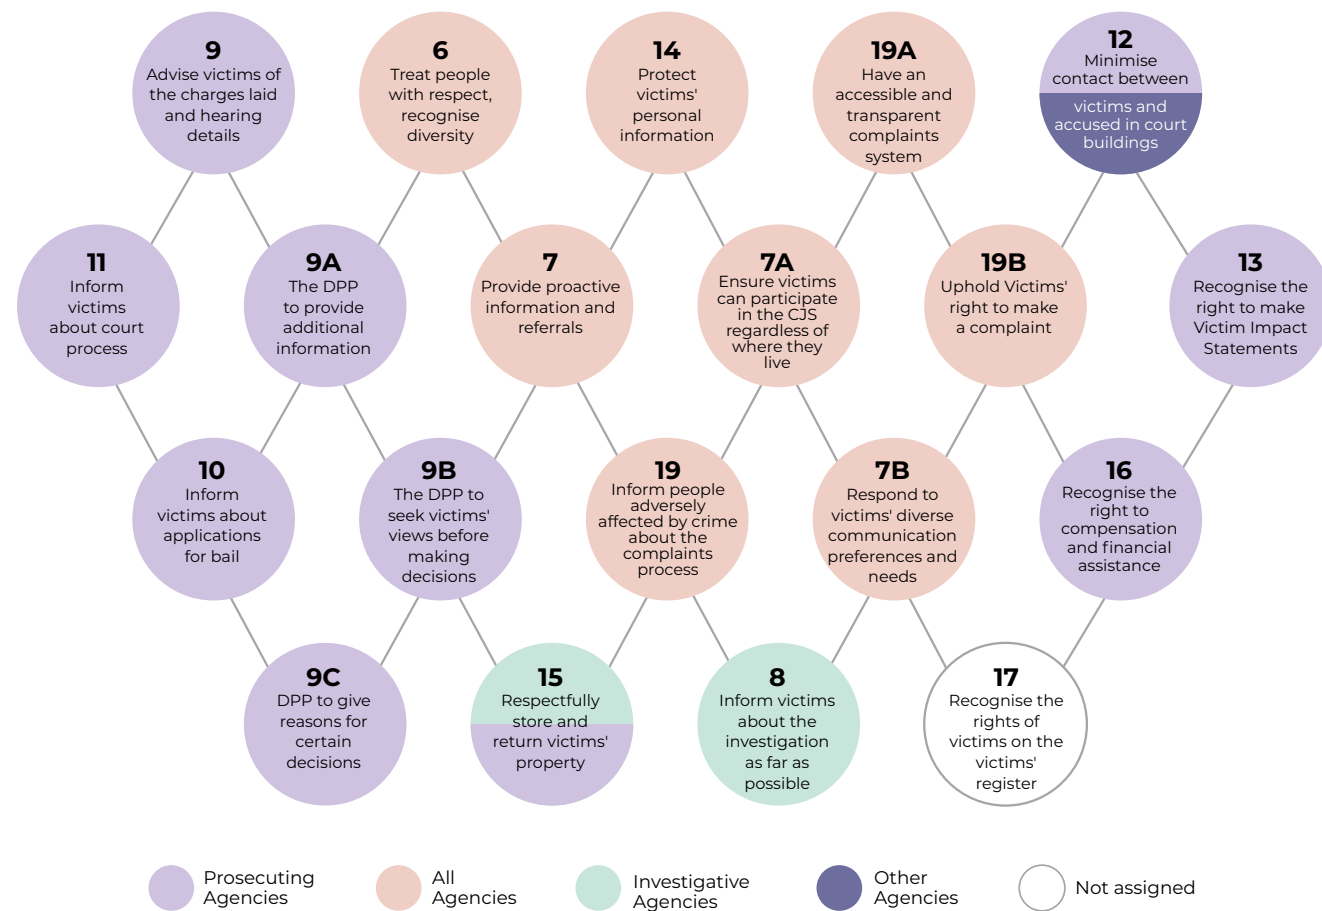 9
Advise victims of
the charges laid
and hearing
details
6
Treat people
with respect,
recognise
diversity
14
Protect
victims'
personal
information
19A
Have an
accessible and
transparent
complaints
system
12
Minimise
contact between
victims and
accused in court
buildings
11
Inform
victims
about court
process
9A
The DPP
to provide
additional
information
7
Provide proactive
information and
referrals
7A
Ensure victims
can participate
in the CJS
regardless of
where they
live
19B
Uphold Victims'
right to make
a complaint
13
Recognise the
right to make
Victim Impact
Statements
10
Inform
victims about
applications
for bail
9B
The DPP to
seek victims'
views before
making
decisions
19
Inform people
adversely
affected by crime
about the
complaints
process
7B
Respond to
victims' diverse
communication
preferences and
needs
16
Recognise the
right to
compensation
and financial
assistance
9C
DPP to give
reasons for
certain
decisions
15
Respectfully
store and
return victims'
property
8
Inform victims
about the
investigation
as far as
possible
17
Recognise the
rights of
victims on the
victims'
register
Prosecuting
Agencies
All
Agencies
Investigative
Agencies
Other
Agencies
Not assigned